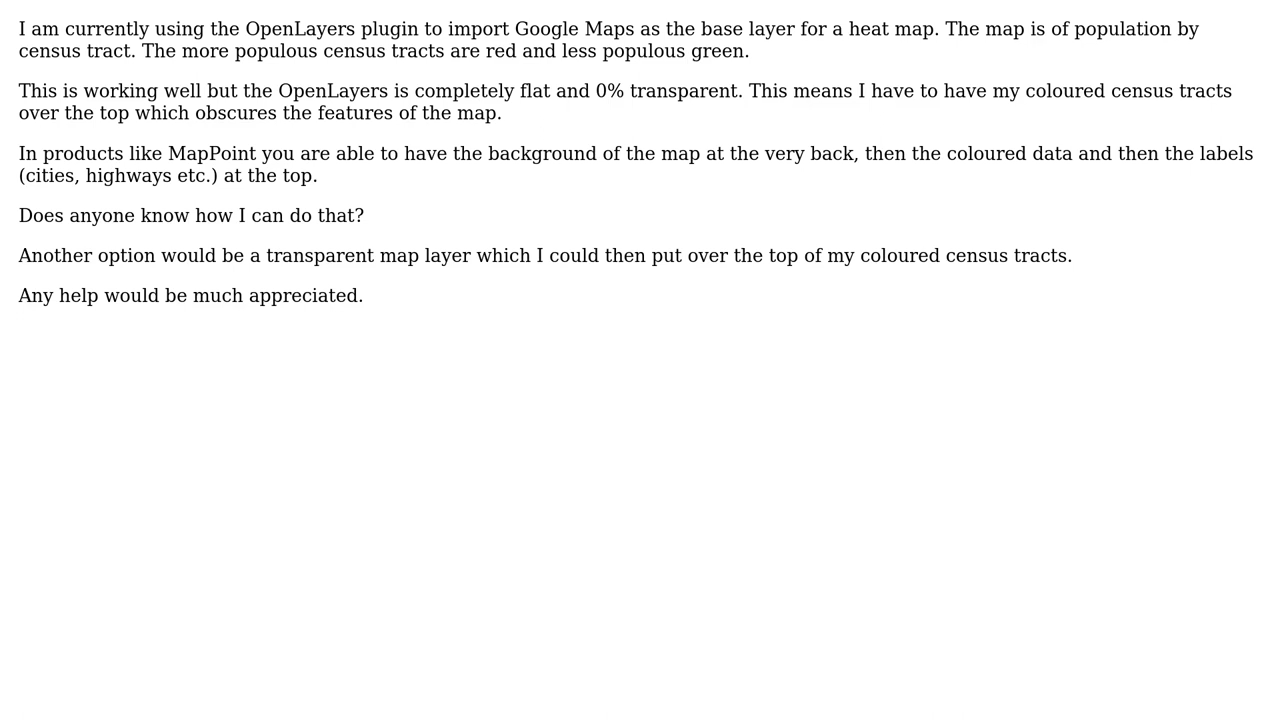 I am currently using the OpenLayers plugin to import Google Maps as the base layer for a heat map. The map is of population by
census tract. The more populous census tracts are red and less populous green.
This is working well but the OpenLayers is completely flat and 0% transparent. This means I have to have my coloured census tracts
over the top which obscures the features of the map.
In products like MapPoint you are able to have the background of the map at the very back, then the coloured data and then the labels
(cities, highways etc.) at the top.
Does anyone know how I can do that?
Another option would be a transparent map layer which I could then put over the top of my coloured census tracts.
Any help would be much appreciated.